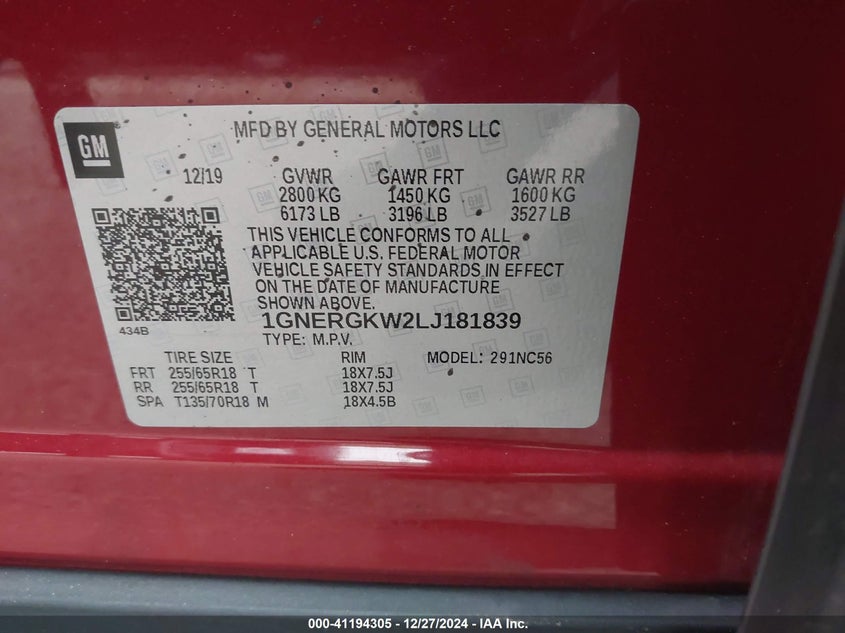 GM
MFD BY GENERAL MOTORS LLC
12/19 GVWR GAWR FRT GAWR RR
2800 KG 1450 KG 1600 KG
6173 LB 3196 LB 3527 LB
THIS VEHICLE CONFORMS TO ALL
APPLICABLE U.S. FEDERAL MOTOR
VEHICLE SAFETY STANDARDS IN EFFECT
ON THE DATE OF MANUFACTURE
SHOWN ABOVE.
434B
1GNERGKW2LJ181839
TYPE: M.P.V.
TIRE SIZE RIM MODEL: 291NC56
FRT 255/65R18 T 18X7.5J
RR 255/65R18 T 18X7.5J
SPA T135/70R18 M 18X4.5B
000-41194305 - 12/27/2024 - IAA Inc.